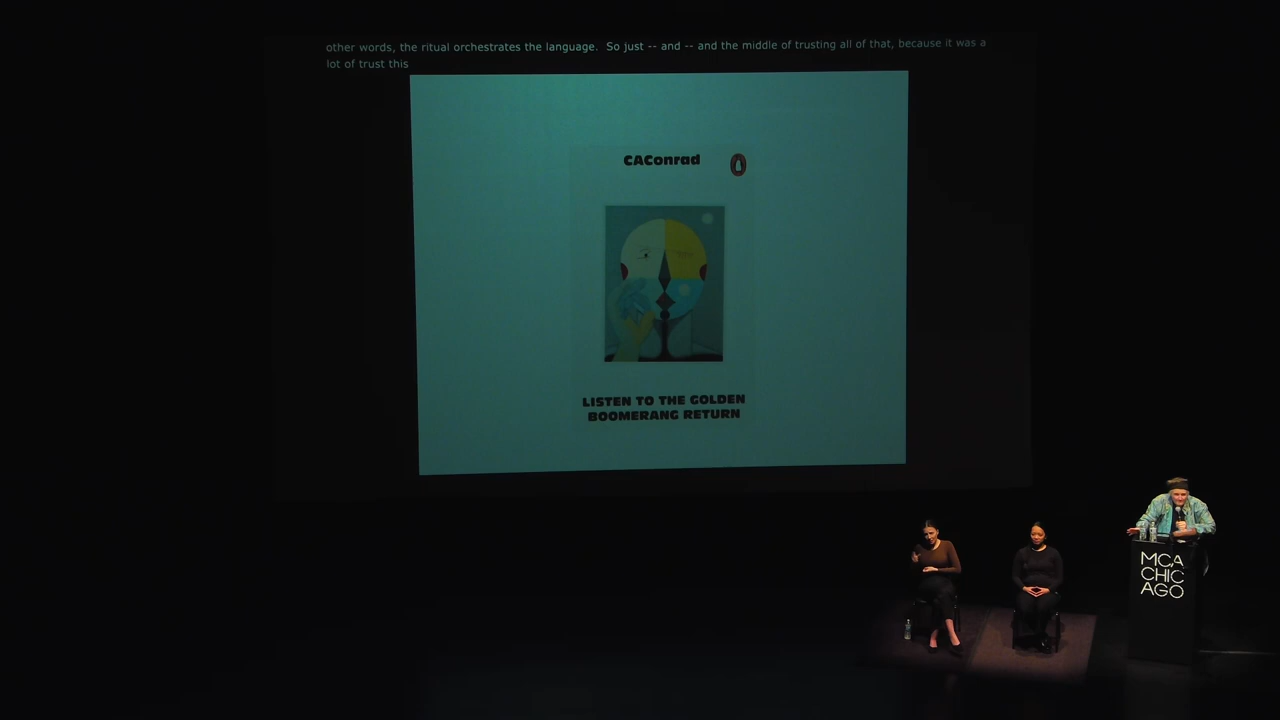 other words, the ritual orchestrates the language.  So just -- and -- and the middle of trusting all of that, because it was a
lot of trust this
CAConrad
LISTEN TO THE GOLDEN
BOOMERANG RETURN
MCA
CHIC
AGO